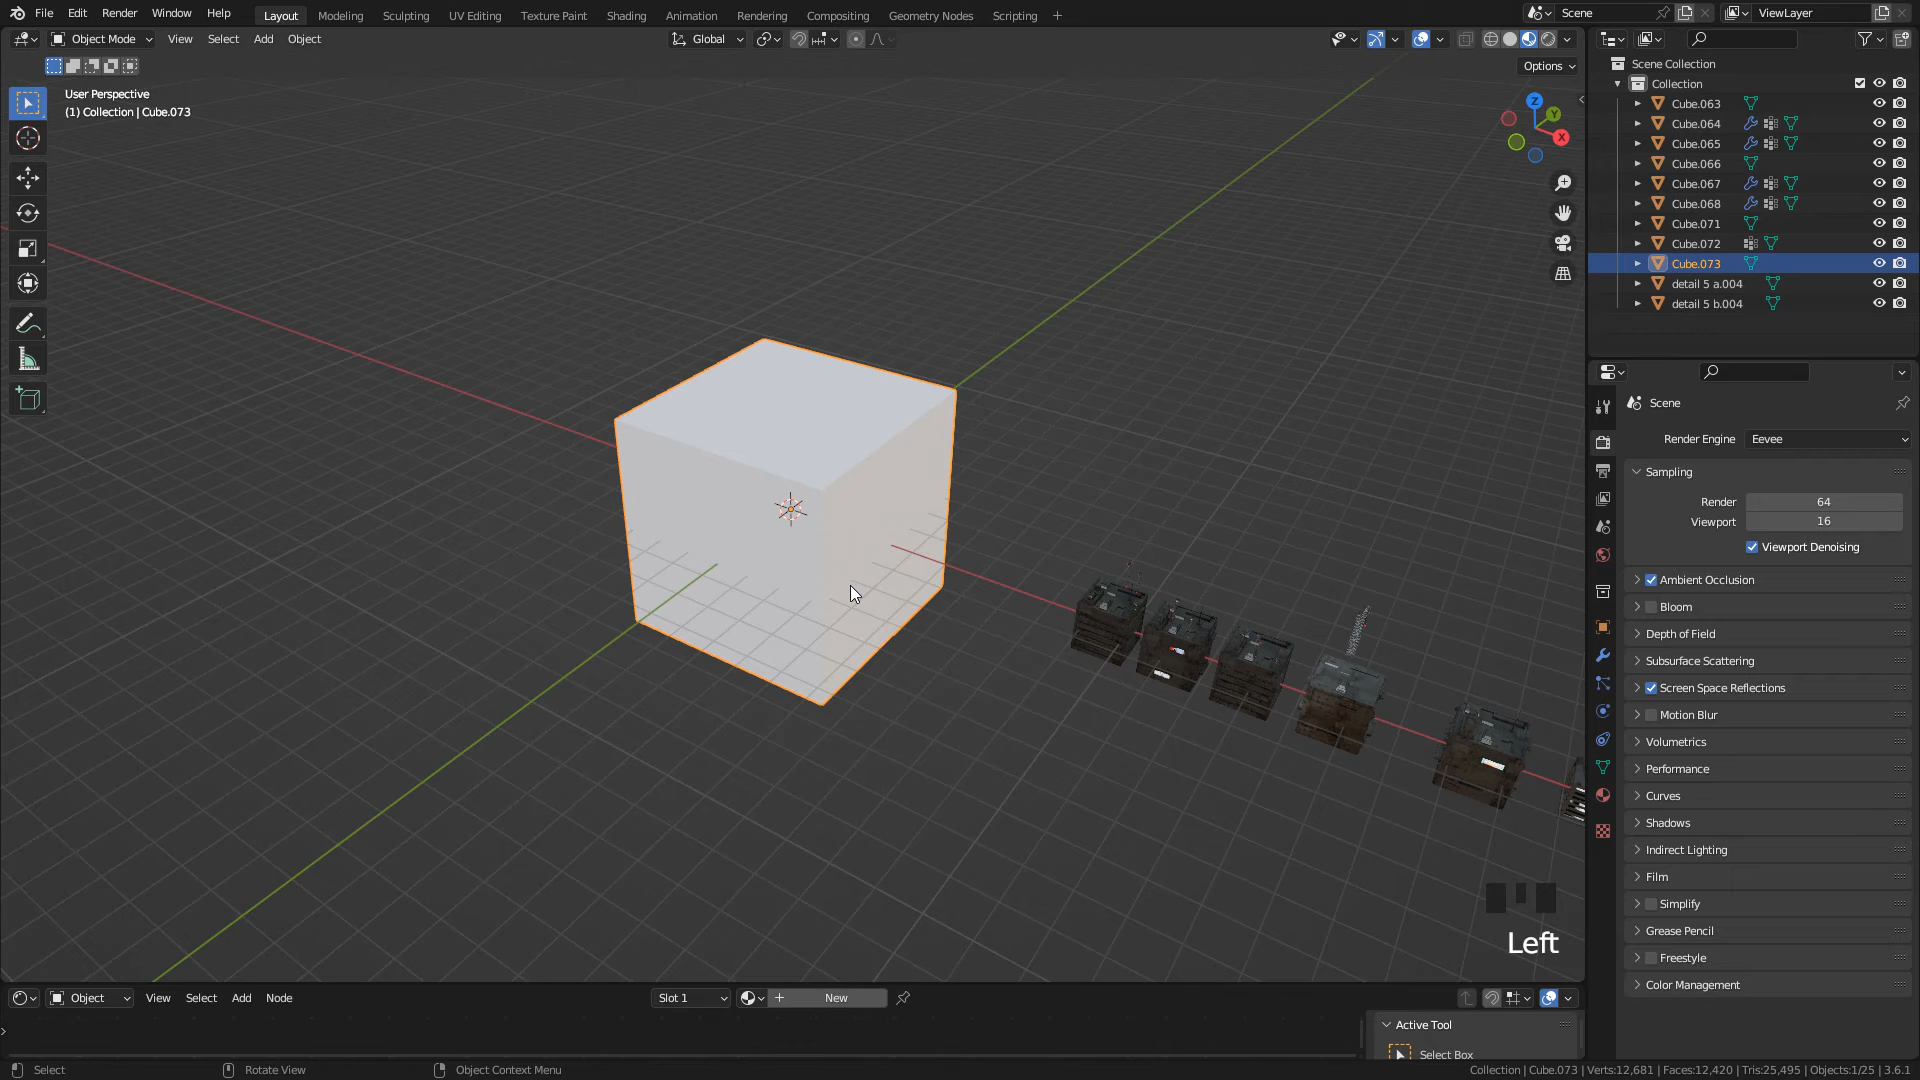 File Edit Render Window Help Layout Modeling Sculpting UV Editing Texture Paint Shading Animation Rendering Compositing Geometry Nodes Scripting + Scene ViewLayer
Object Mode View Select Add Object Global
Options
User Perspective
(1) Collection | Cube.073
Z
Y
X
Left
Scene Collection
Collection
Cube.063
Cube.064
Cube.065
Cube.066
Cube.067
Cube.068
Cube.071
Cube.072
Cube.073
detail 5 a.004
detail 5 b.004
Scene
Render Engine Eevee
Sampling
Render 64
Viewport 16
Viewport Denoising
Ambient Occlusion
Bloom
Depth of Field
Subsurface Scattering
Screen Space Reflections
Motion Blur
Volumetrics
Performance
Curves
Shadows
Indirect Lighting
Film
Simplify
Grease Pencil
Freestyle
Color Management
Object View Select Add Node Slot 1 New
Active Tool
Select Box
Select Rotate View Object Context Menu Collection | Cube.073 | Verts:12,681 | Faces:12,420 | Tris:25,495 | Objects:1/25 | 3.6.1